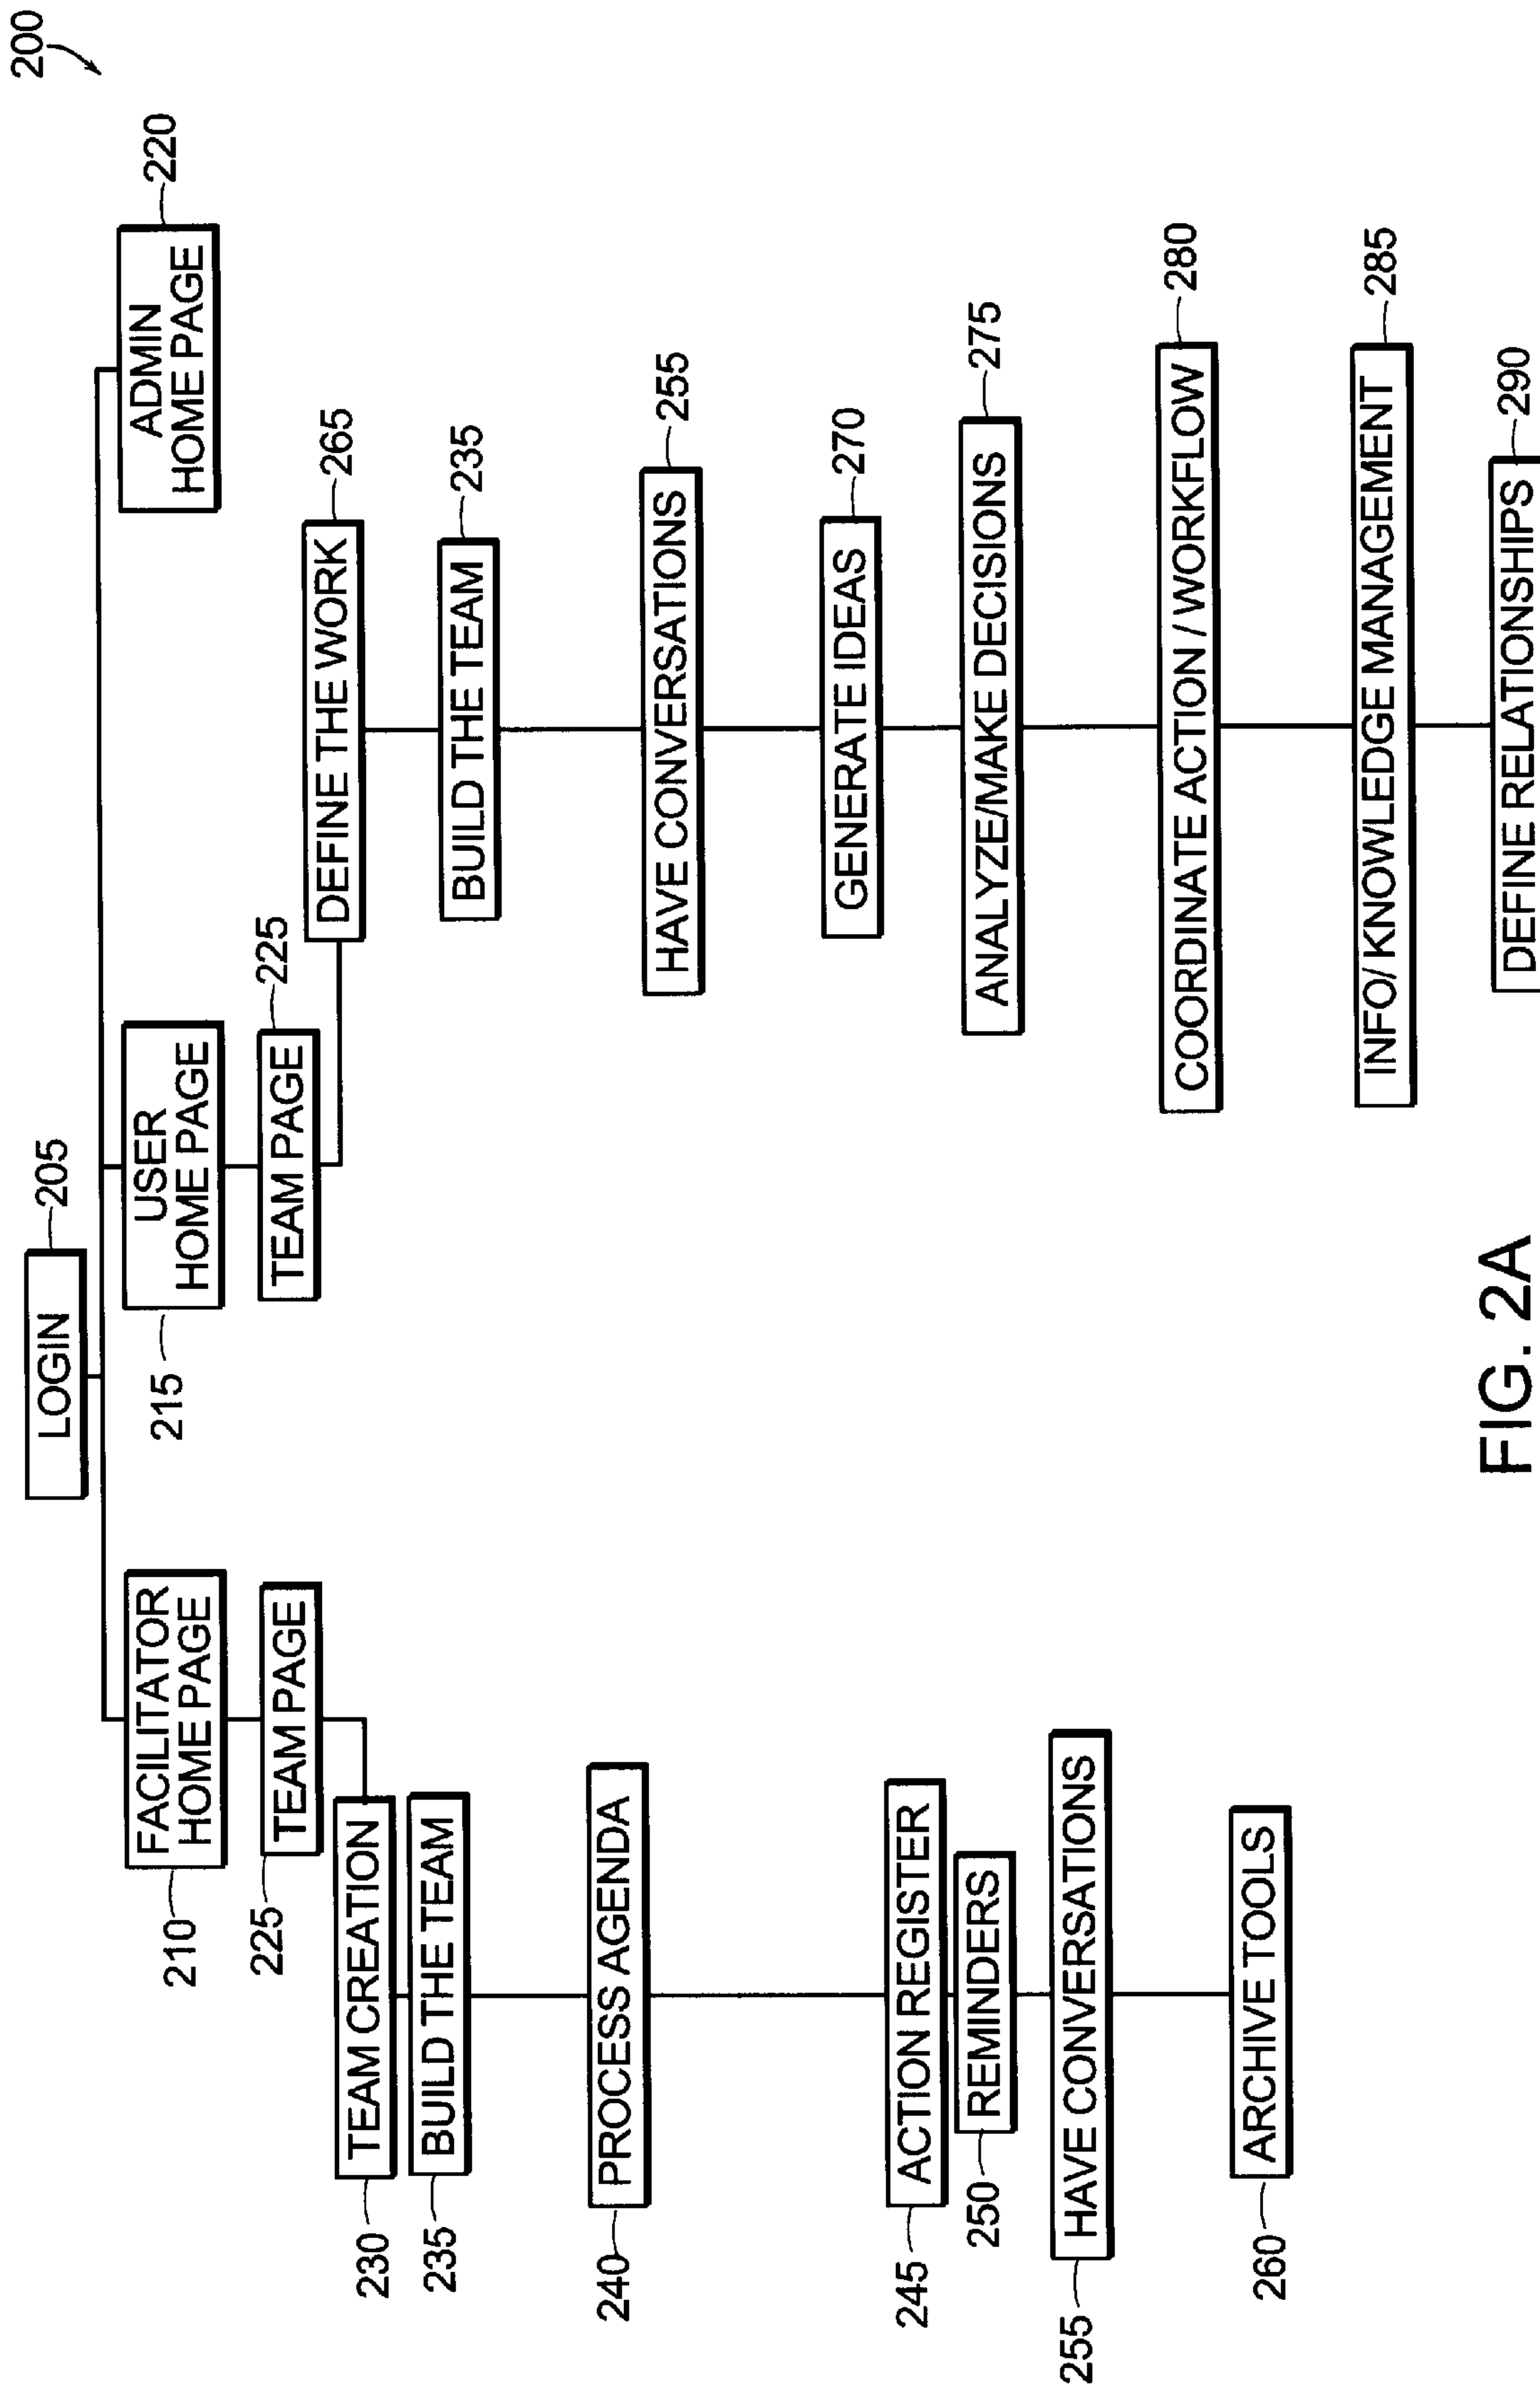 200
LOGIN
205
FACILITATOR
HOME PAGE
210
USER
HOME PAGE
215
ADMIN
HOME PAGE
220
TEAM PAGE
225
TEAM PAGE
225
TEAM CREATION
230
BUILD THE TEAM
235
PROCESS AGENDA
240
ACTION REGISTER
245
REMINDERS
250
HAVE CONVERSATIONS
255
ARCHIVE TOOLS
260
DEFINE THE WORK
265
BUILD THE TEAM
235
HAVE CONVERSATIONS
255
GENERATE IDEAS
270
ANALYZE/MAKE DECISIONS
275
COORDINATE ACTION / WORKFLOW
280
INFO/ KNOWLEDGE MANAGEMENT
285
DEFINE RELATIONSHIPS
290
FIG. 2A